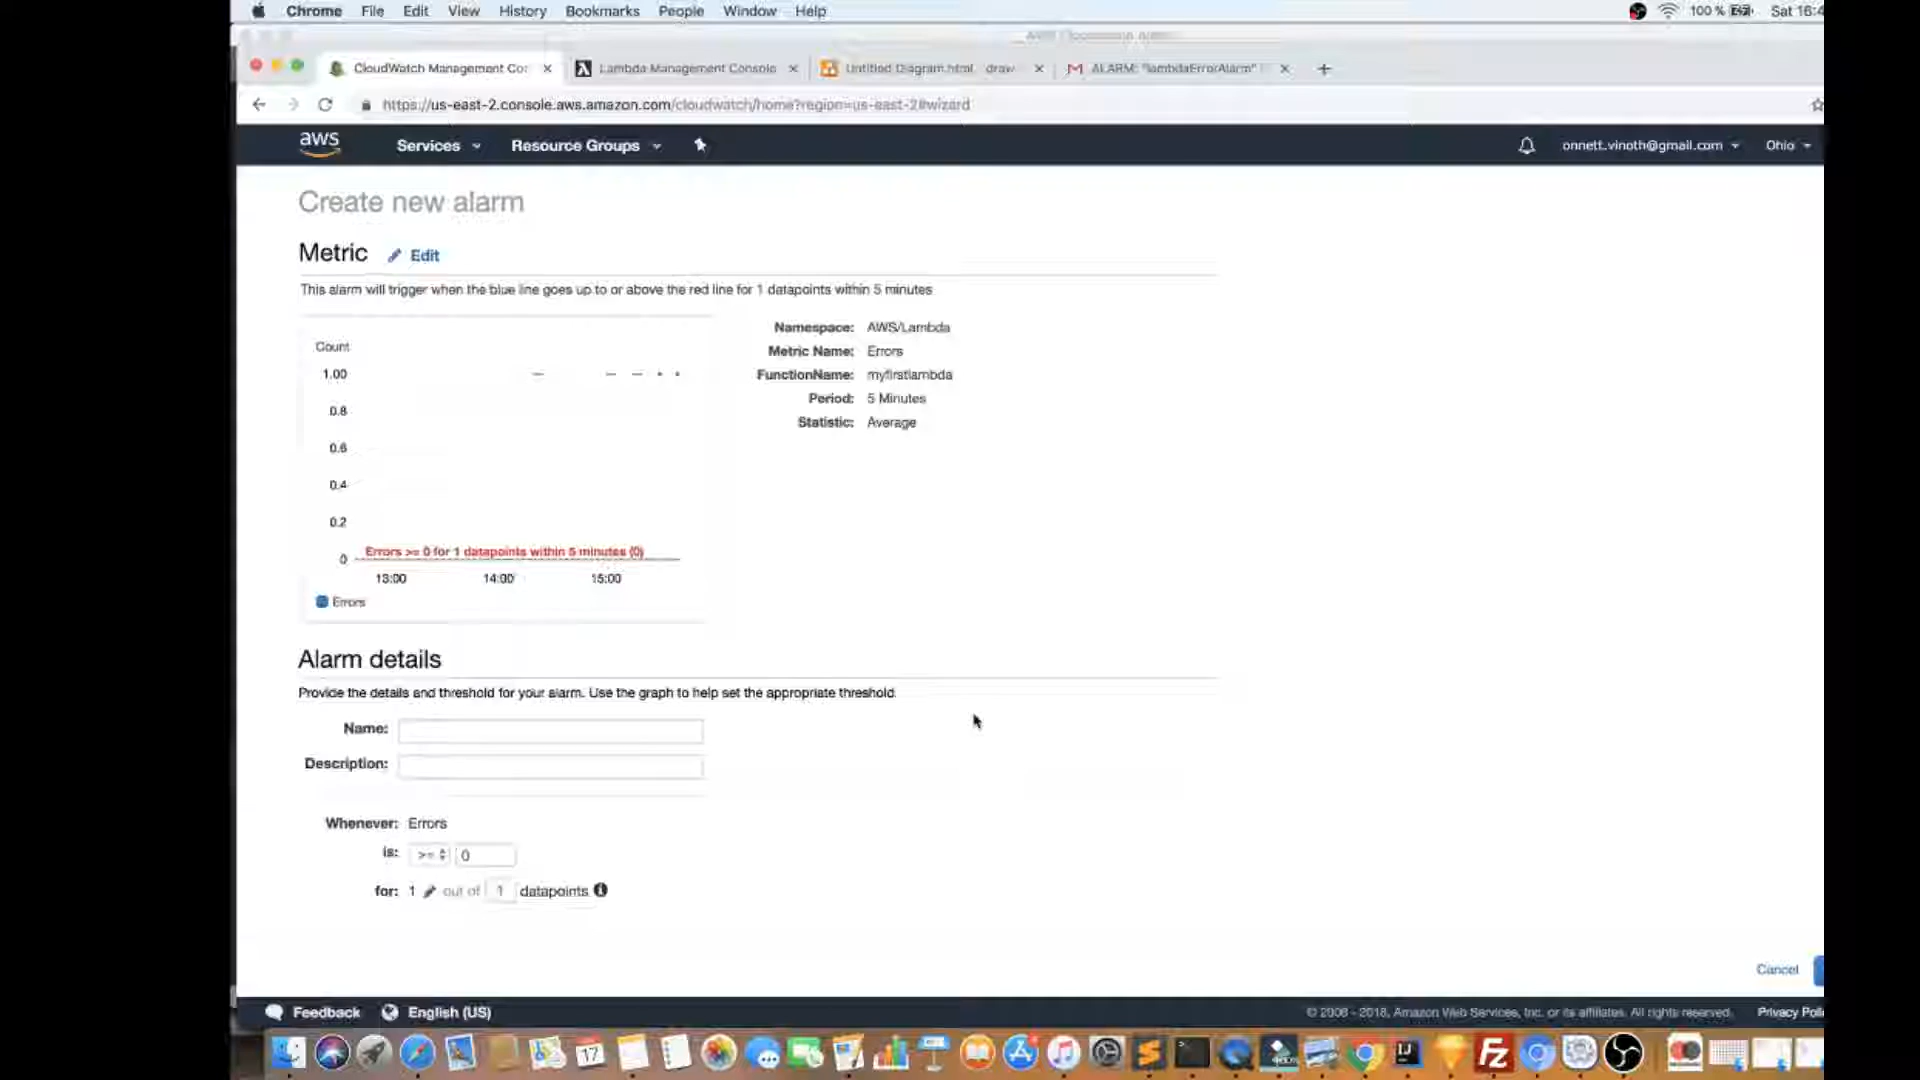 Chrome File Edit View History Bookmarks People Window Help 100 % Sat 16:4
CloudWatch Management Cor Lambda Management Console Untitled Diagram.html draw ALARM: "lambdaErrorAlarm"
https://us-east-2.console.aws.amazon.com/cloudwatch/home?region=us-east-2#wizard
aws Services Resource Groups onnett.vinoth@gmail.com Ohio
Create new alarm
Metric Edit
This alarm will trigger when the blue line goes up to or above the red line for 1 datapoints within 5 minutes
Count
1.00
0.8
0.6
0.4
0.2
0
Errors >= 0 for 1 datapoints within 5 minutes (0)
13:00 14:00 15:00
Errors
Namespace: AWS/Lambda
Metric Name: Errors
FunctionName: myfirstlambda
Period: 5 Minutes
Statistic: Average
Alarm details
Provide the details and threshold for your alarm. Use the graph to help set the appropriate threshold.
Name:
Description:
Whenever: Errors
is: >= 0
for: 1 out of 1 datapoints
Cancel
Feedback English (US) © 2008 - 2018, Amazon Web Services, Inc. or its affiliates. All rights reserved. Privacy Poli
17